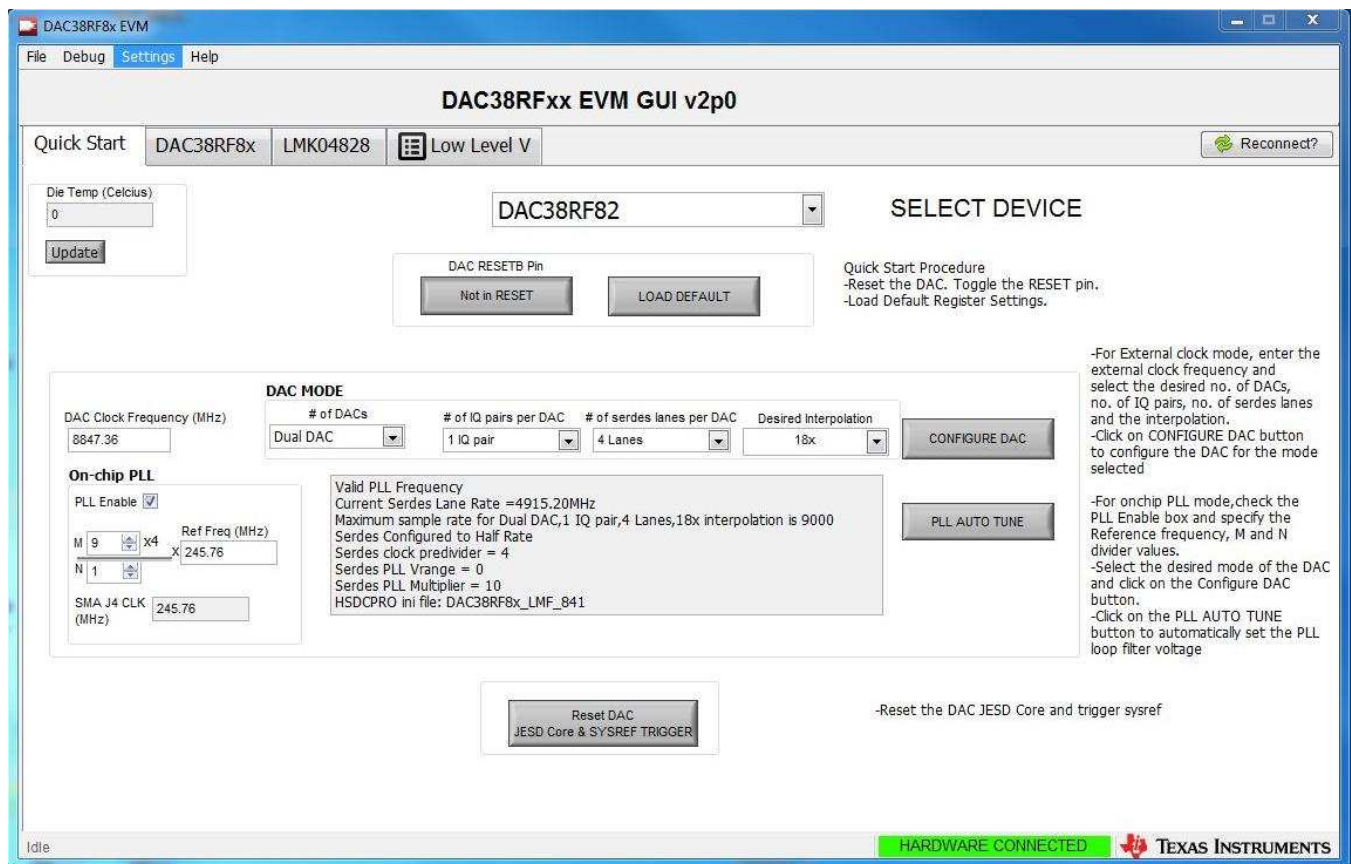 DAC38RF8x EVM
File Debug Settings Help
DAC38RFxx EVM GUI v2p0
Quick Start DAC38RF8x LMK04828 Low Level V Reconnect?
Die Temp (Celcius)
0
Update
DAC38RF82
SELECT DEVICE
DAC RESETB Pin
Not in RESET
LOAD DEFAULT
Quick Start Procedure
-Reset the DAC. Toggle the RESET pin.
-Load Default Register Settings.
DAC Clock Frequency (MHz)
8847.36
DAC MODE
# of DACs
Dual DAC
# of IQ pairs per DAC
1 IQ pair
# of serdes lanes per DAC
4 Lanes
Desired Interpolation
18x
CONFIGURE DAC
On-chip PLL
PLL Enable
M 9 x4
N 1
X
Ref Freq (MHz)
245.76
SMA J4 CLK
(MHz)
245.76
Valid PLL Frequency
Current Serdes Lane Rate =4915.20MHz
Maximum sample rate for Dual DAC,1 IQ pair,4 Lanes,18x interpolation is 9000
Serdes Configured to Half Rate
Serdes clock predivider = 4
Serdes PLL Vrange = 0
Serdes PLL Multiplier = 10
HSDCPRO ini file: DAC38RF8x_LMF_841
PLL AUTO TUNE
-For External clock mode, enter the
external clock frequency and
select the desired no. of DACs,
no. of IQ pairs, no. of serdes lanes
and the interpolation.
-Click on CONFIGURE DAC button
to configure the DAC for the mode
selected
-For onchip PLL mode,check the
PLL Enable box and specify the
Reference frequency, M and N
divider values.
-Select the desired mode of the DAC
and click on the Configure DAC
button.
-Click on the PLL AUTO TUNE
button to automatically set the PLL
loop filter voltage
Reset DAC
JESD Core & SYSREF TRIGGER
-Reset the DAC JESD Core and trigger sysref
Idle
HARDWARE CONNECTED
TEXAS INSTRUMENTS